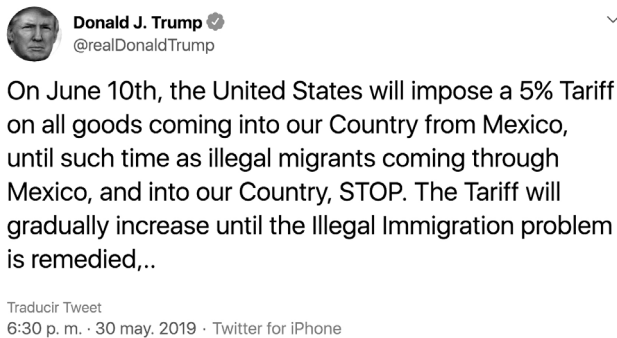 Donald J. Trump
@realDonaldTrump
On June 10th, the United States will impose a 5% Tariff
on all goods coming into our Country from Mexico,
until such time as illegal migrants coming through
Mexico, and into our Country, STOP. The Tariff will
gradually increase until the Illegal Immigration problem
is remedied,..
Traducir Tweet
6:30 p. m. · 30 may. 2019 · Twitter for iPhone